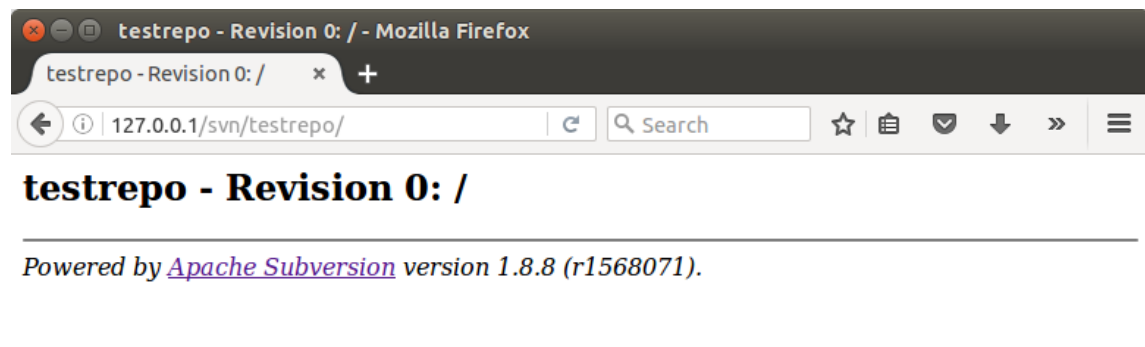 testrepo - Revision 0: / - Mozilla Firefox
testrepo - Revision 0: /
127.0.0.1/svn/testrepo/ Search
testrepo - Revision 0: /
Powered by Apache Subversion version 1.8.8 (r1568071).